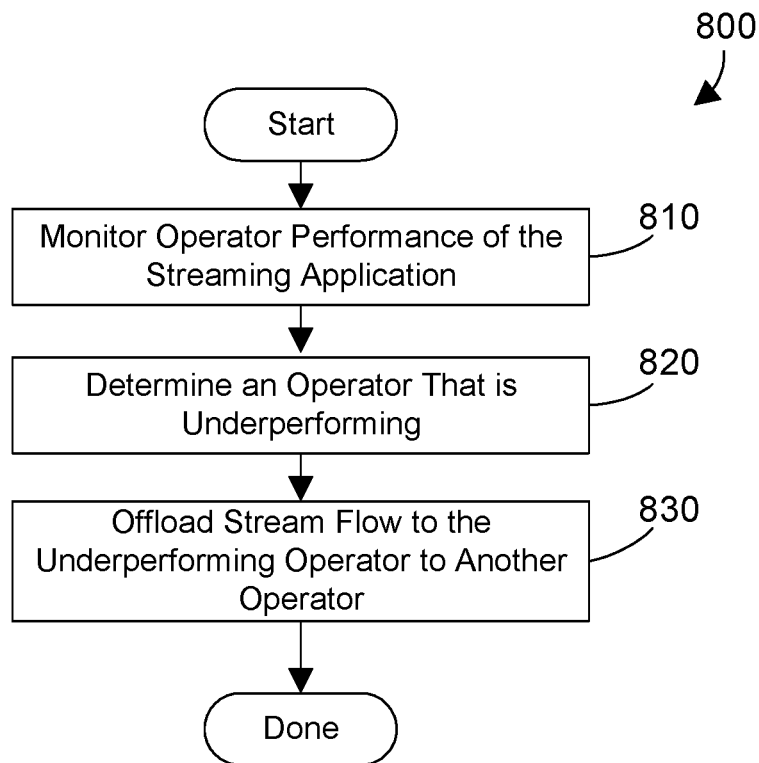 800
Start
810
Monitor Operator Performance of the
Streaming Application
820
Determine an Operator That is
Underperforming
830
Offload Stream Flow to the
Underperforming Operator to Another
Operator
Done